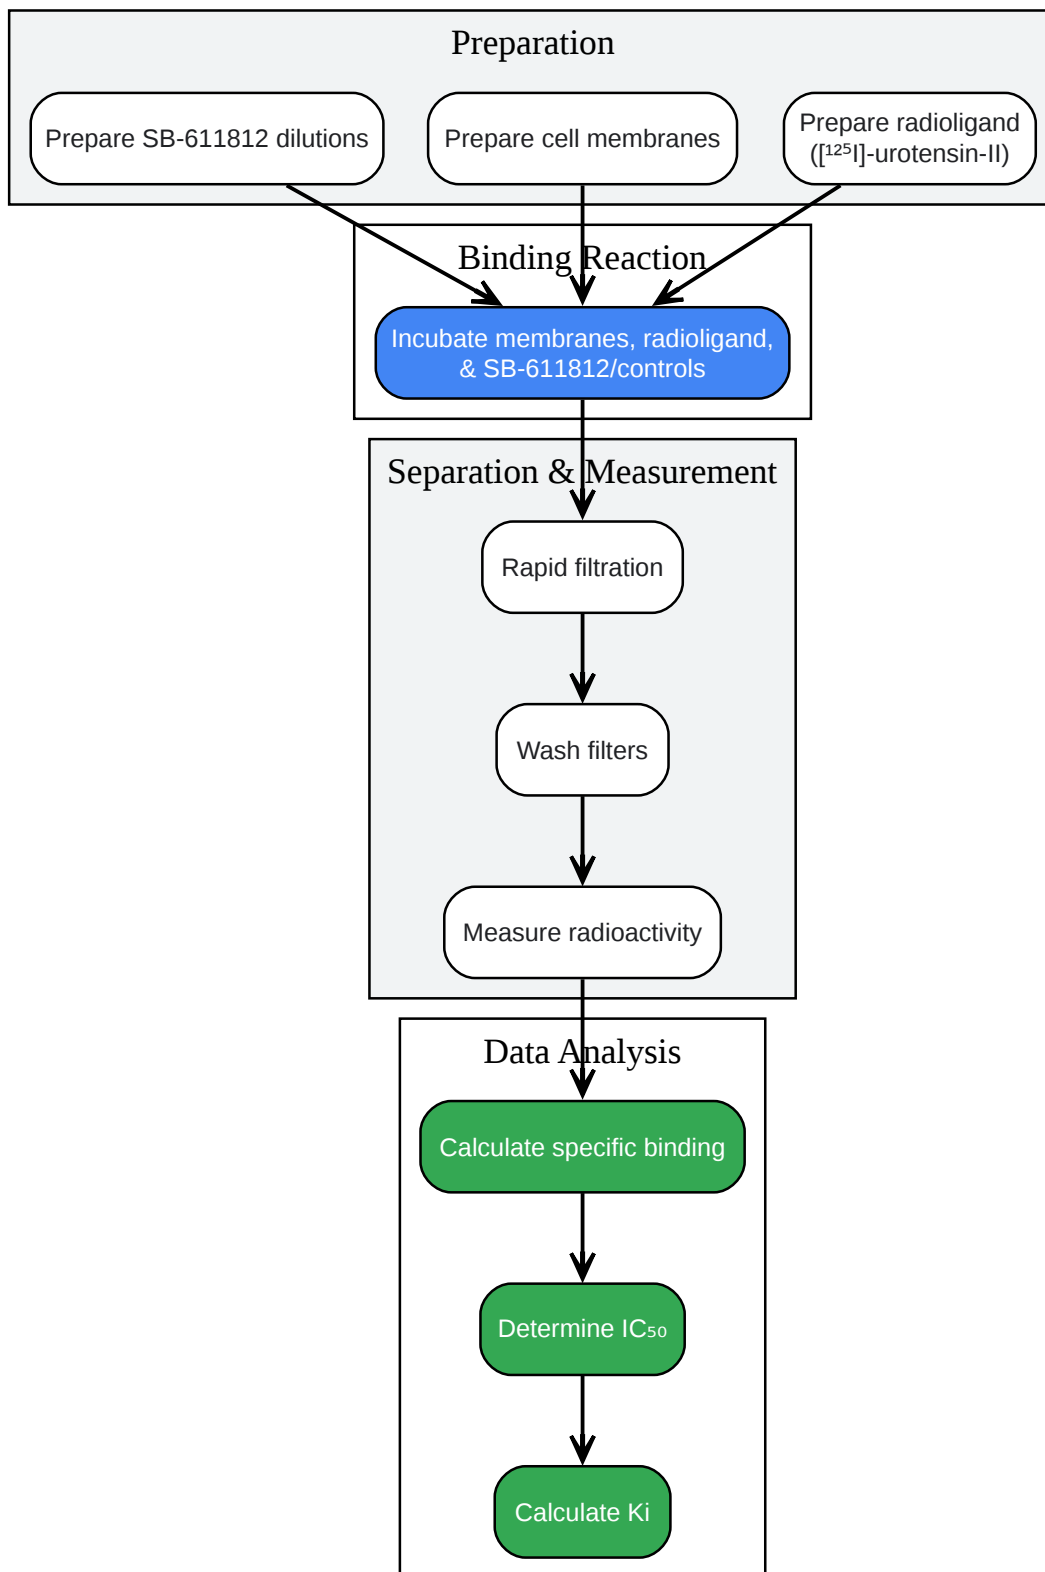 Preparation
Prepare SB-611812 dilutions
Prepare cell membranes
Prepare radioligand
([¹²⁵I]-urotensin-II)
Binding Reaction
Incubate membranes, radioligand,
& SB-611812/controls
Separation & Measurement
Rapid filtration
Wash filters
Measure radioactivity
Data Analysis
Calculate specific binding
Determine IC₅₀
Calculate Ki